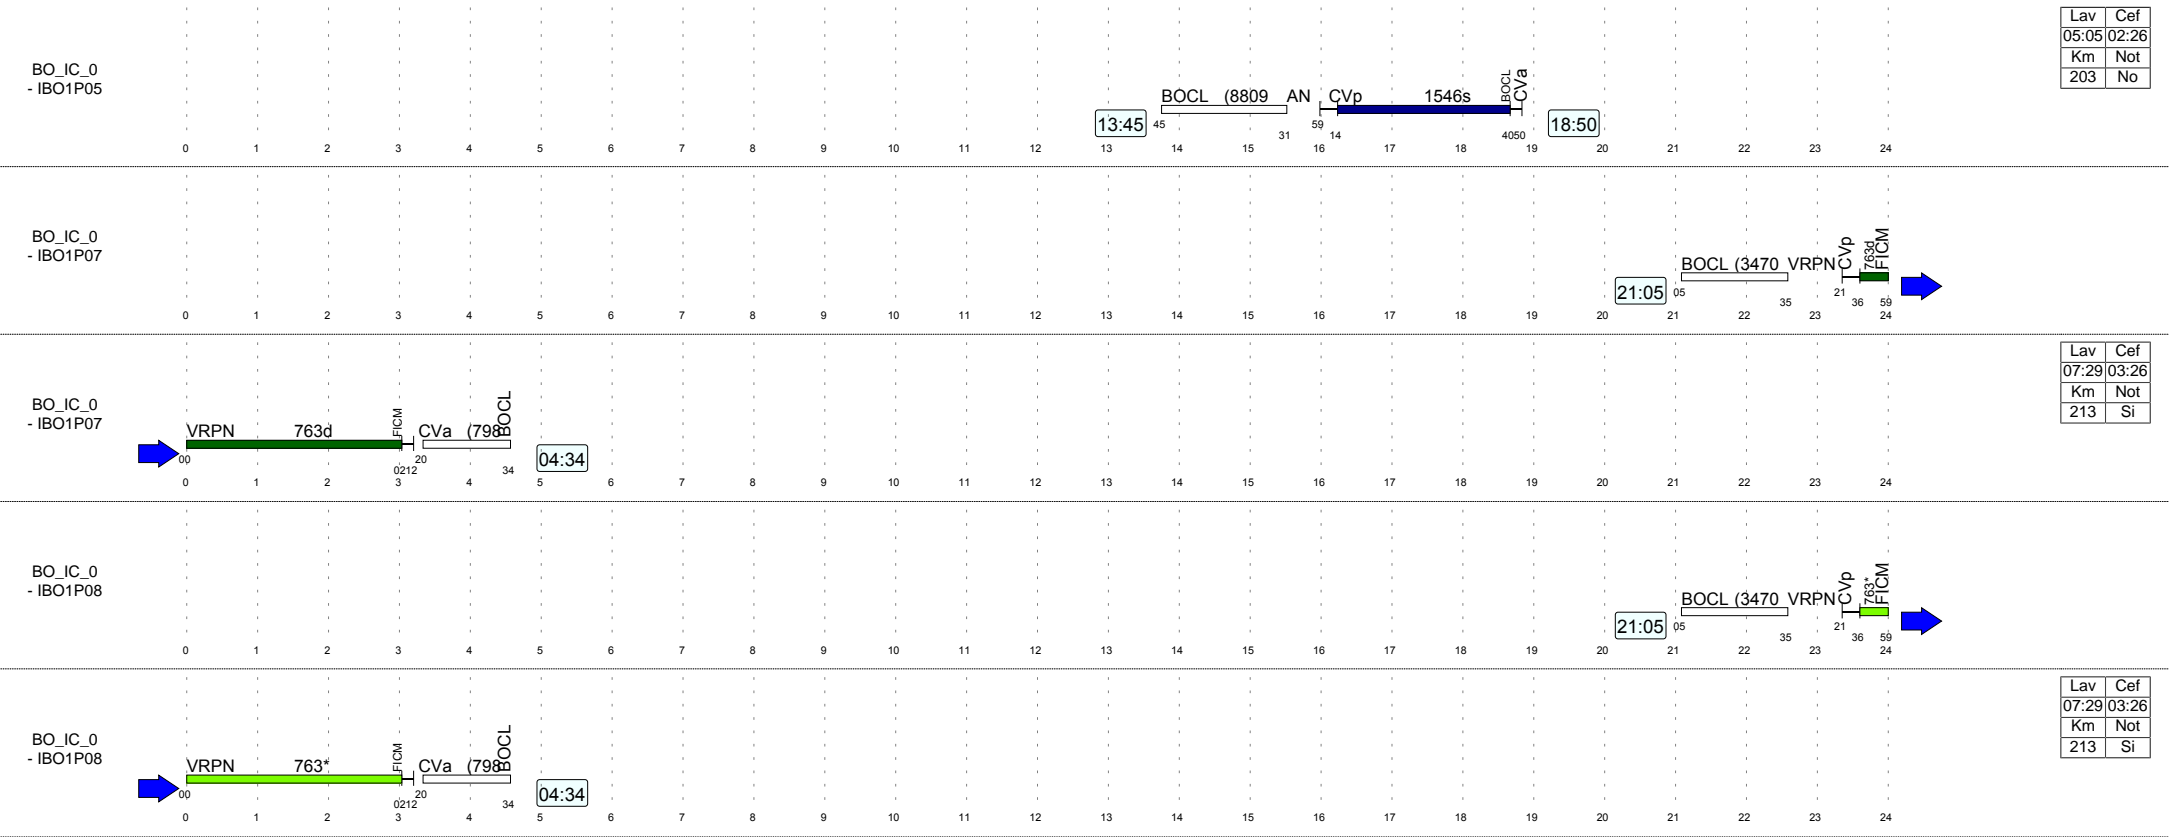 Lav Cef
05:05 02:26
Km Not
203 No
BO_IC_0
- IBO1P05
BOCL (8809 AN CVp 1546s BOCL CVa
13:45 45 31 59 14 4050 18:50
0 1 2 3 4 5 6 7 8 9 10 11 12 13 14 15 16 17 18 19 20 21 22 23 24
BO_IC_0
- IBO1P07
BOCL (3470 VRPN CVp 763d FICM
21:05 05 35 21 36 59
0 1 2 3 4 5 6 7 8 9 10 11 12 13 14 15 16 17 18 19 20 21 22 23 24
Lav Cef
07:29 03:26
Km Not
213 Si
BO_IC_0
- IBO1P07
VRPN 763d FICM CVa (798 BOCL
00 0212 20 34 04:34
0 1 2 3 4 5 6 7 8 9 10 11 12 13 14 15 16 17 18 19 20 21 22 23 24
BO_IC_0
- IBO1P08
BOCL (3470 VRPN CVp 763* FICM
21:05 05 35 21 36 59
0 1 2 3 4 5 6 7 8 9 10 11 12 13 14 15 16 17 18 19 20 21 22 23 24
Lav Cef
07:29 03:26
Km Not
213 Si
BO_IC_0
- IBO1P08
VRPN 763* FICM CVa (798 BOCL
00 0212 20 34 04:34
0 1 2 3 4 5 6 7 8 9 10 11 12 13 14 15 16 17 18 19 20 21 22 23 24